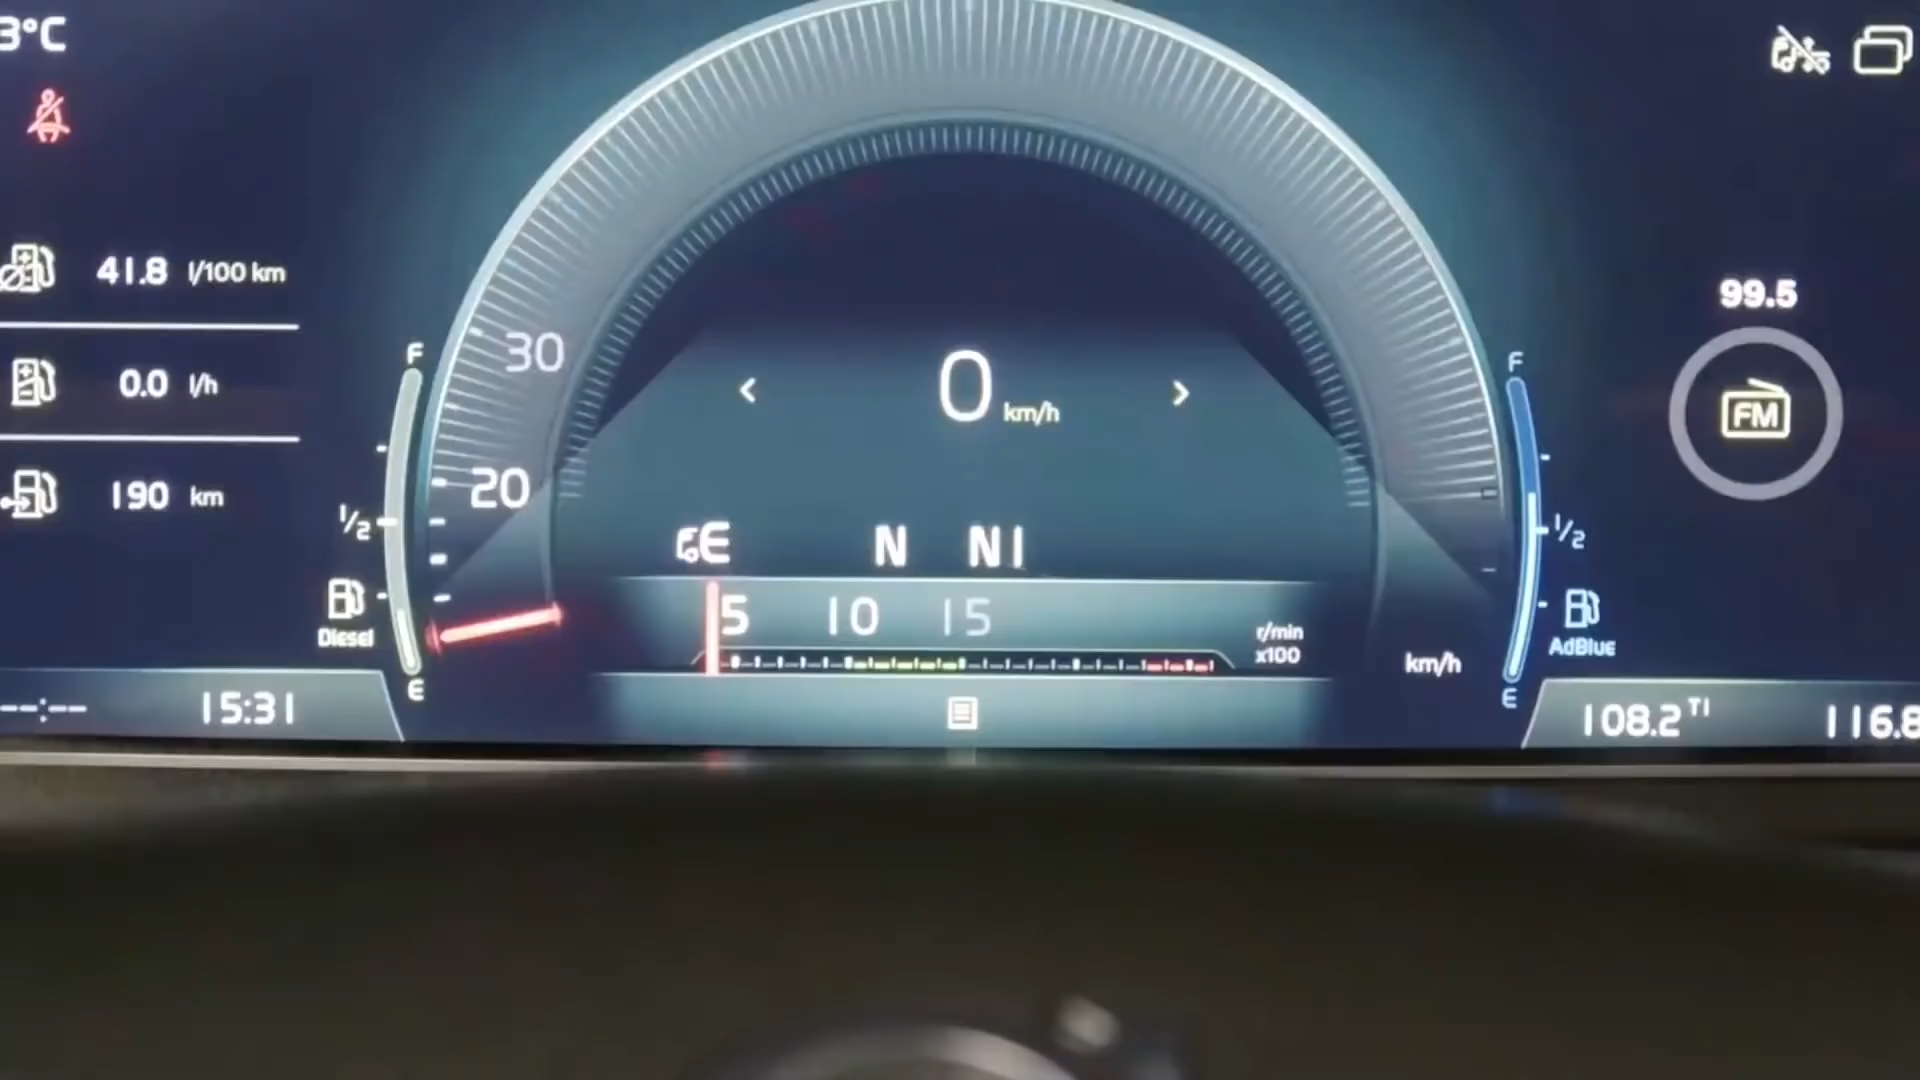 3°C
41.8 l/100 km
0.0 l/h
190 km
F
1/2
Diesel
E
30
20
0 km/h
E N N1
5 10 15
r/min
x100
km/h
99.5
FM
F
1/2
AdBlue
E
--:-- 15:31
108.2 T1 116.8